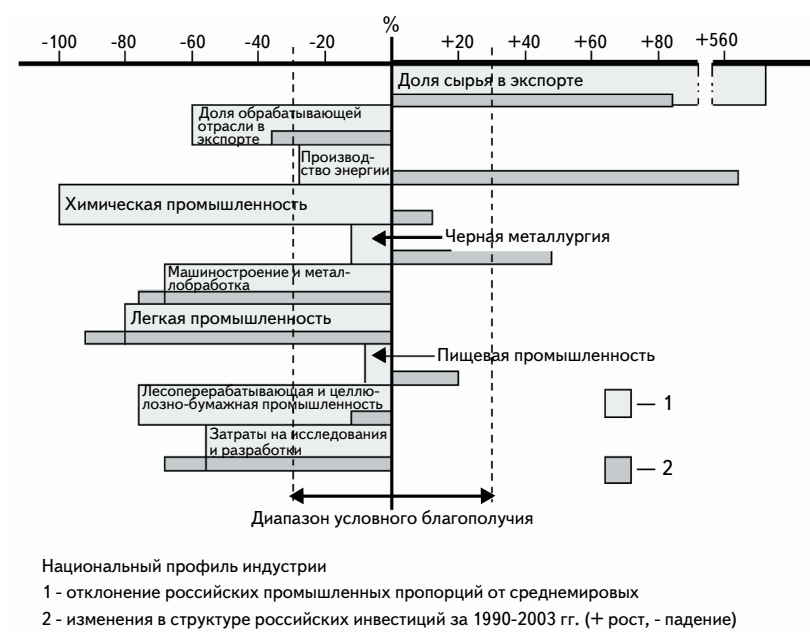 %
-100 -80 -60 -40 -20 +20 +40 +60 +80 +560
Доля сырья в экспорте
Доля обрабатывающей
отрасли в
экспорте
Производ-
ство энергии
Химическая промышленность
Черная металлургия
Машиностроение и метал-
лобработка
Легкая промышленность
Пищевая промышленность
Лесоперерабатывающая и целлю-
лозно-бумажная промышленность
Затраты на исследования
и разработки
— 1
— 2
Диапазон условного благополучия
Национальный профиль индустрии
1 - отклонение российских промышленных пропорций от среднемировых
2 - изменения в структуре российских инвестиций за 1990-2003 гг. (+ рост, - падение)